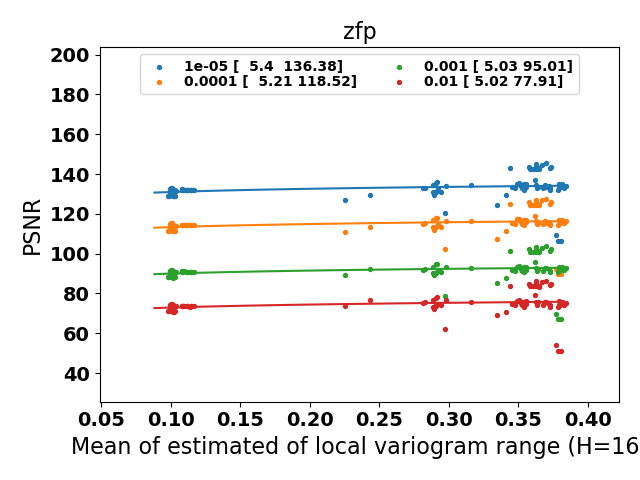 zfp
1e-05 [  5.4  136.38]
0.0001 [  5.21 118.52]
0.001 [ 5.03 95.01]
0.01 [ 5.02 77.91]
PSNR
200
180
160
140
120
100
80
60
40
0.05 0.10 0.15 0.20 0.25 0.30 0.35 0.40
Mean of estimated of local variogram range (H=16